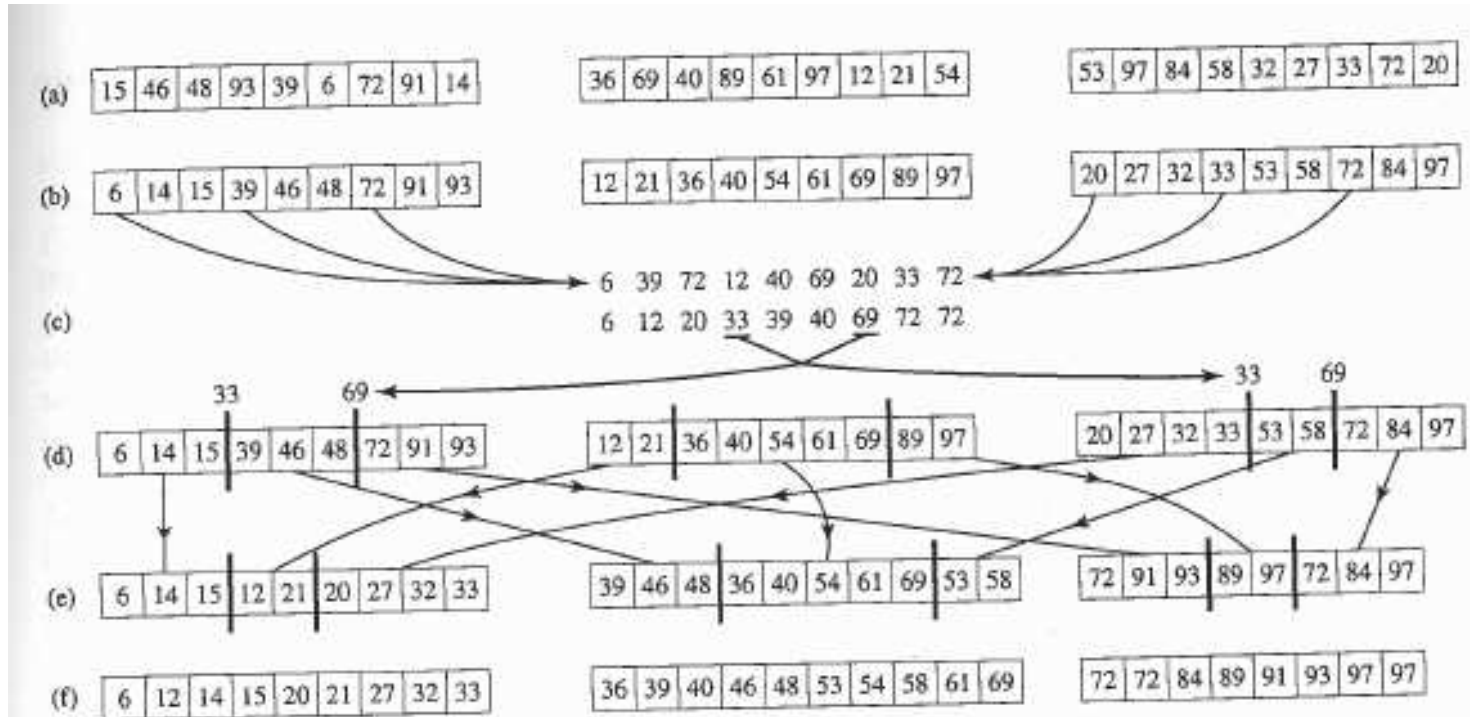 (a) 15 46 48 93 39 6 72 91 14 36 69 40 89 61 97 12 21 54 53 97 84 58 32 27 33 72 20
(b) 6 14 15 39 46 48 72 91 93 12 21 36 40 54 61 69 89 97 20 27 32 33 53 58 72 84 97
6 39 72 12 40 69 20 33 72
(c) 6 12 20 33 39 40 69 72 72
33 69 33 69
(d) 6 14 15 39 46 48 72 91 93 12 21 36 40 54 61 69 89 97 20 27 32 33 53 58 72 84 97
(e) 6 14 15 12 21 20 27 32 33 39 46 48 36 40 54 61 69 53 58 72 91 93 89 97 72 84 97
(f) 6 12 14 15 20 21 27 32 33 36 39 40 46 48 53 54 58 61 69 72 72 84 89 91 93 97 97